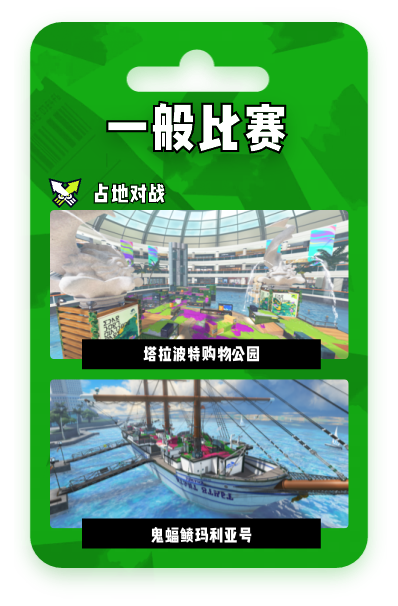 一般比赛
占地对战
塔拉波特购物公园
鬼蝠鲼玛利亚号